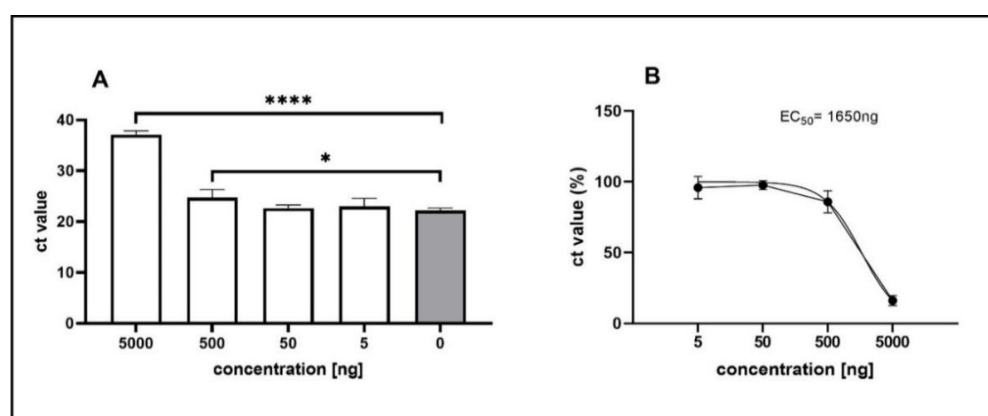 A
****
*
40
30
20
10
0
ct value
5000 500 50 5 0
concentration [ng]
B
EC₅₀= 1650ng
150
100
50
0
ct value (%)
5 50 500 5000
concentration [ng]